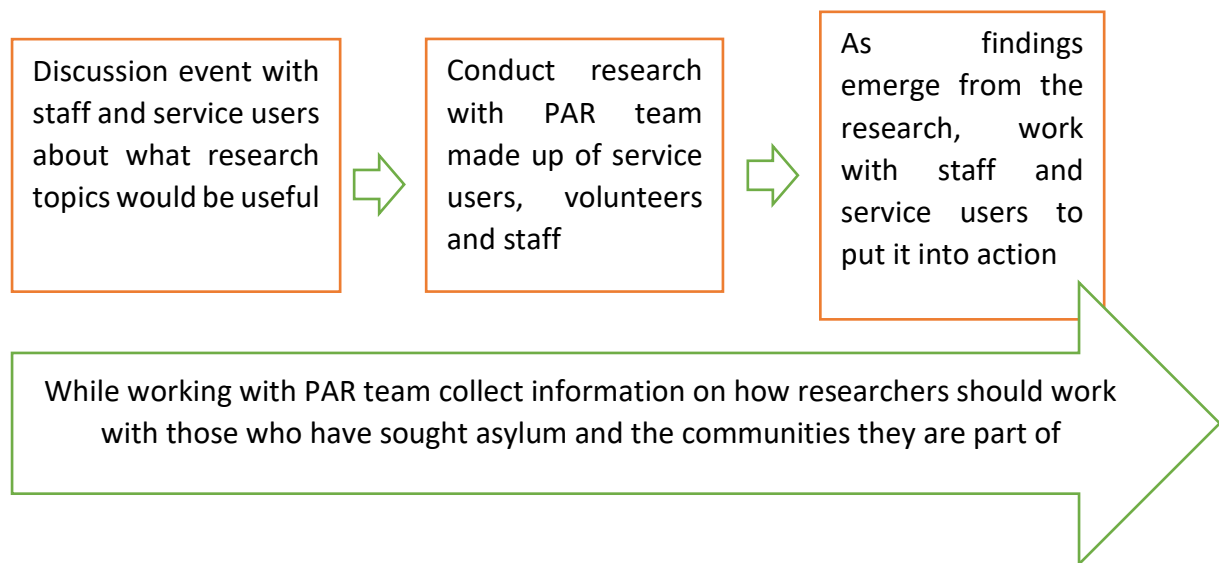 Discussion event with
staff and service users
about what research
topics would be useful
Conduct research
with PAR team
made up of service
users, volunteers
and staff
As findings
emerge from the
research, work
with staff and
service users to
put it into action
While working with PAR team collect information on how researchers should work
with those who have sought asylum and the communities they are part of